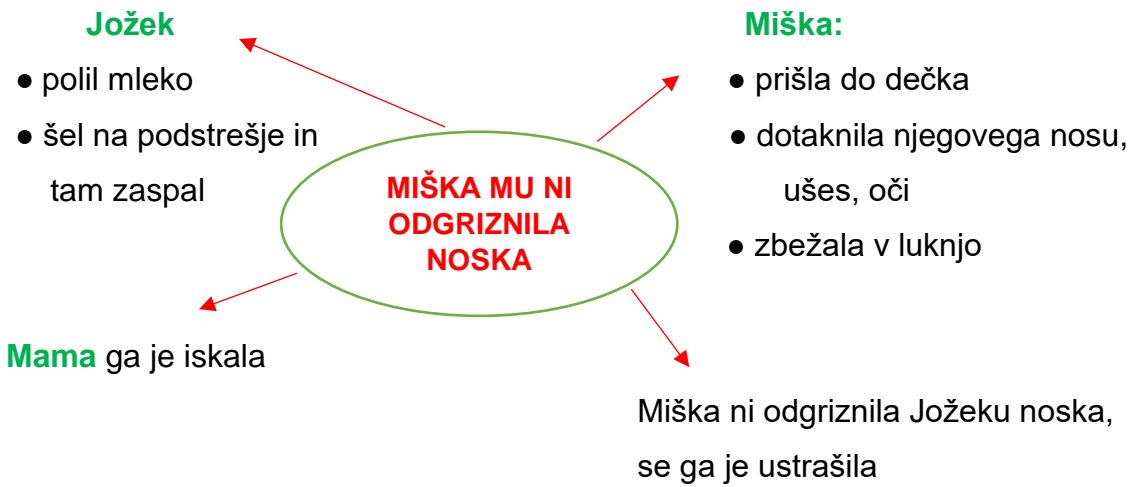 Jožek
● polil mleko
● šel na podstrešje in
tam zaspal
Miška:
● prišla do dečka
● dotaknila njegovega nosu,
ušes, oči
● zbežala v luknjo
MIŠKA MU NI
ODGRIZNILA
NOSKA
Mama ga je iskala
Miška ni odgriznila Jožeku noska,
se ga je ustrašila